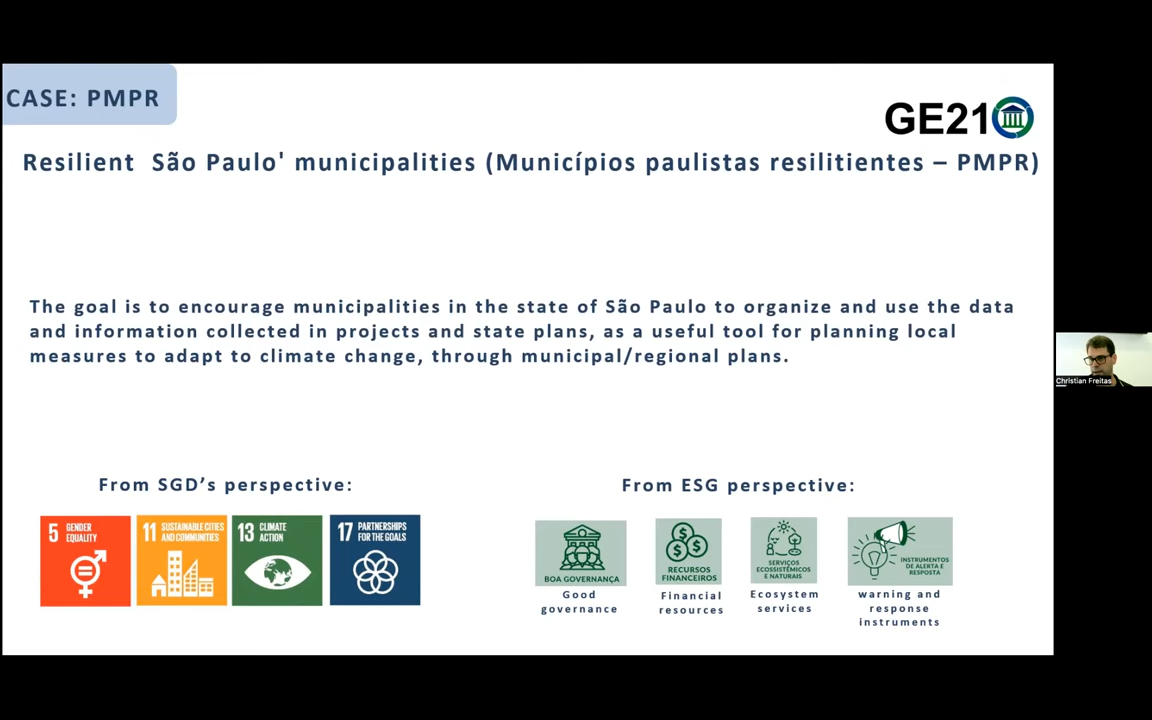 CASE: PMPR
GE21
Resilient São Paulo' municipalities (Municípios paulistas resilitientes – PMPR)
The goal is to encourage municipalities in the state of São Paulo to organize and use the data
and information collected in projects and state plans, as a useful tool for planning local
measures to adapt to climate change, through municipal/regional plans.
From SGD’s perspective:
5 GENDER
EQUALITY
11 SUSTAINABLE CITIES
AND COMMUNITIES
13 CLIMATE
ACTION
17 PARTNERSHIPS
FOR THE GOALS
From ESG perspective:
BOA GOVERNANÇA
Good
governance
RECURSOS
FINANCEIROS
Financial
resources
SERVIÇOS
ECOSSISTÊMICOS
E NATURAIS
Ecosystem
services
INSTRUMENTOS
DE ALERTA E
RESPOSTA
warning and
response
instruments
Christian Freitas